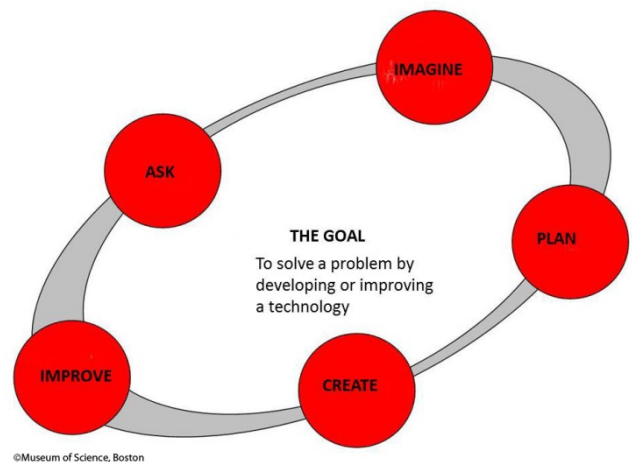 IMAGINE
ASK
PLAN
THE GOAL
To solve a problem by
developing or improving
a technology
IMPROVE
CREATE
©Museum of Science, Boston